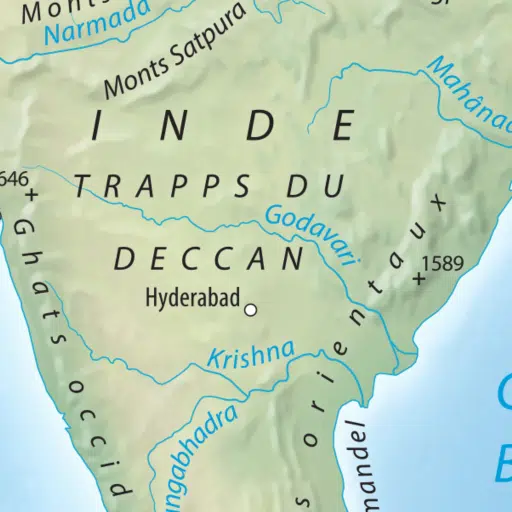 Monts
Narmada
Monts Satpura
Mahânad
INDE
646
TRAPPS DU
DECCAN
Godavari
1589
Hyderabad
Ghats occid
s orientaux
Krishna
ngabhadra
mandel